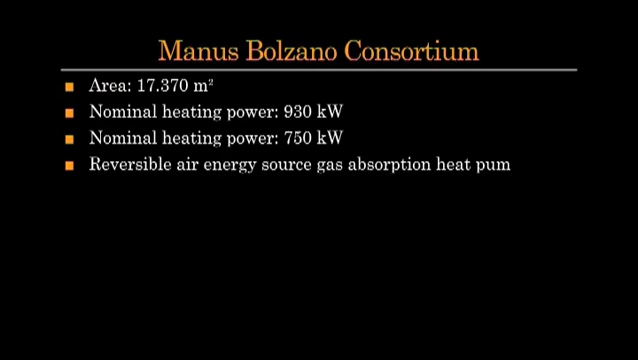 Manus Bolzano Consortium
Area: 17.370 m²
Nominal heating power: 930 kW
Nominal heating power: 750 kW
Reversible air energy source gas absorption heat pum